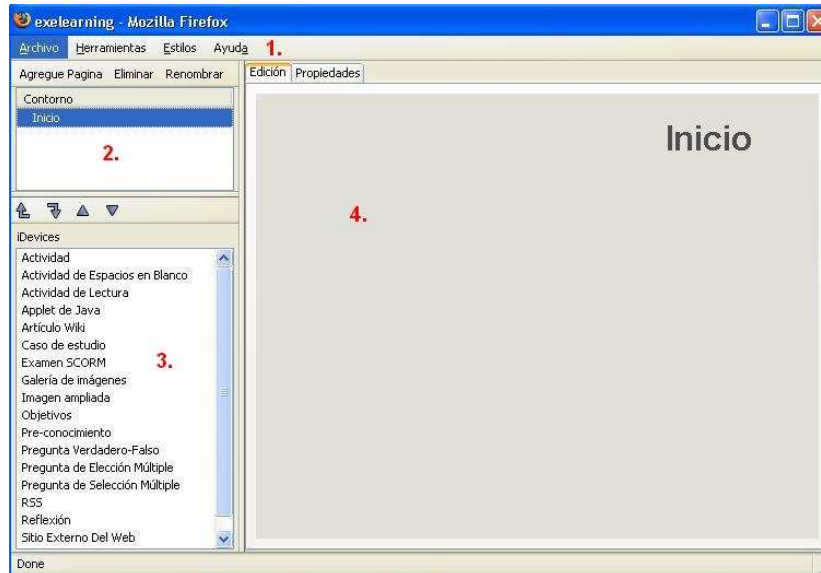 exelearning - Mozilla Firefox
Archivo Herramientas Estilos Ayuda 1.
Agregue Pagina Eliminar Renombrar
Edición Propiedades
Contorno
Inicio
2.
Inicio
4.
iDevices
Actividad
Actividad de Espacios en Blanco
Actividad de Lectura
Applet de Java
Artículo Wiki
Caso de estudio
Examen SCORM
3.
Galería de imágenes
Imagen ampliada
Objetivos
Pre-conocimiento
Pregunta Verdadero-Falso
Pregunta de Elección Múltiple
Pregunta de Selección Múltiple
RSS
Reflexión
Sitio Externo Del Web
Done